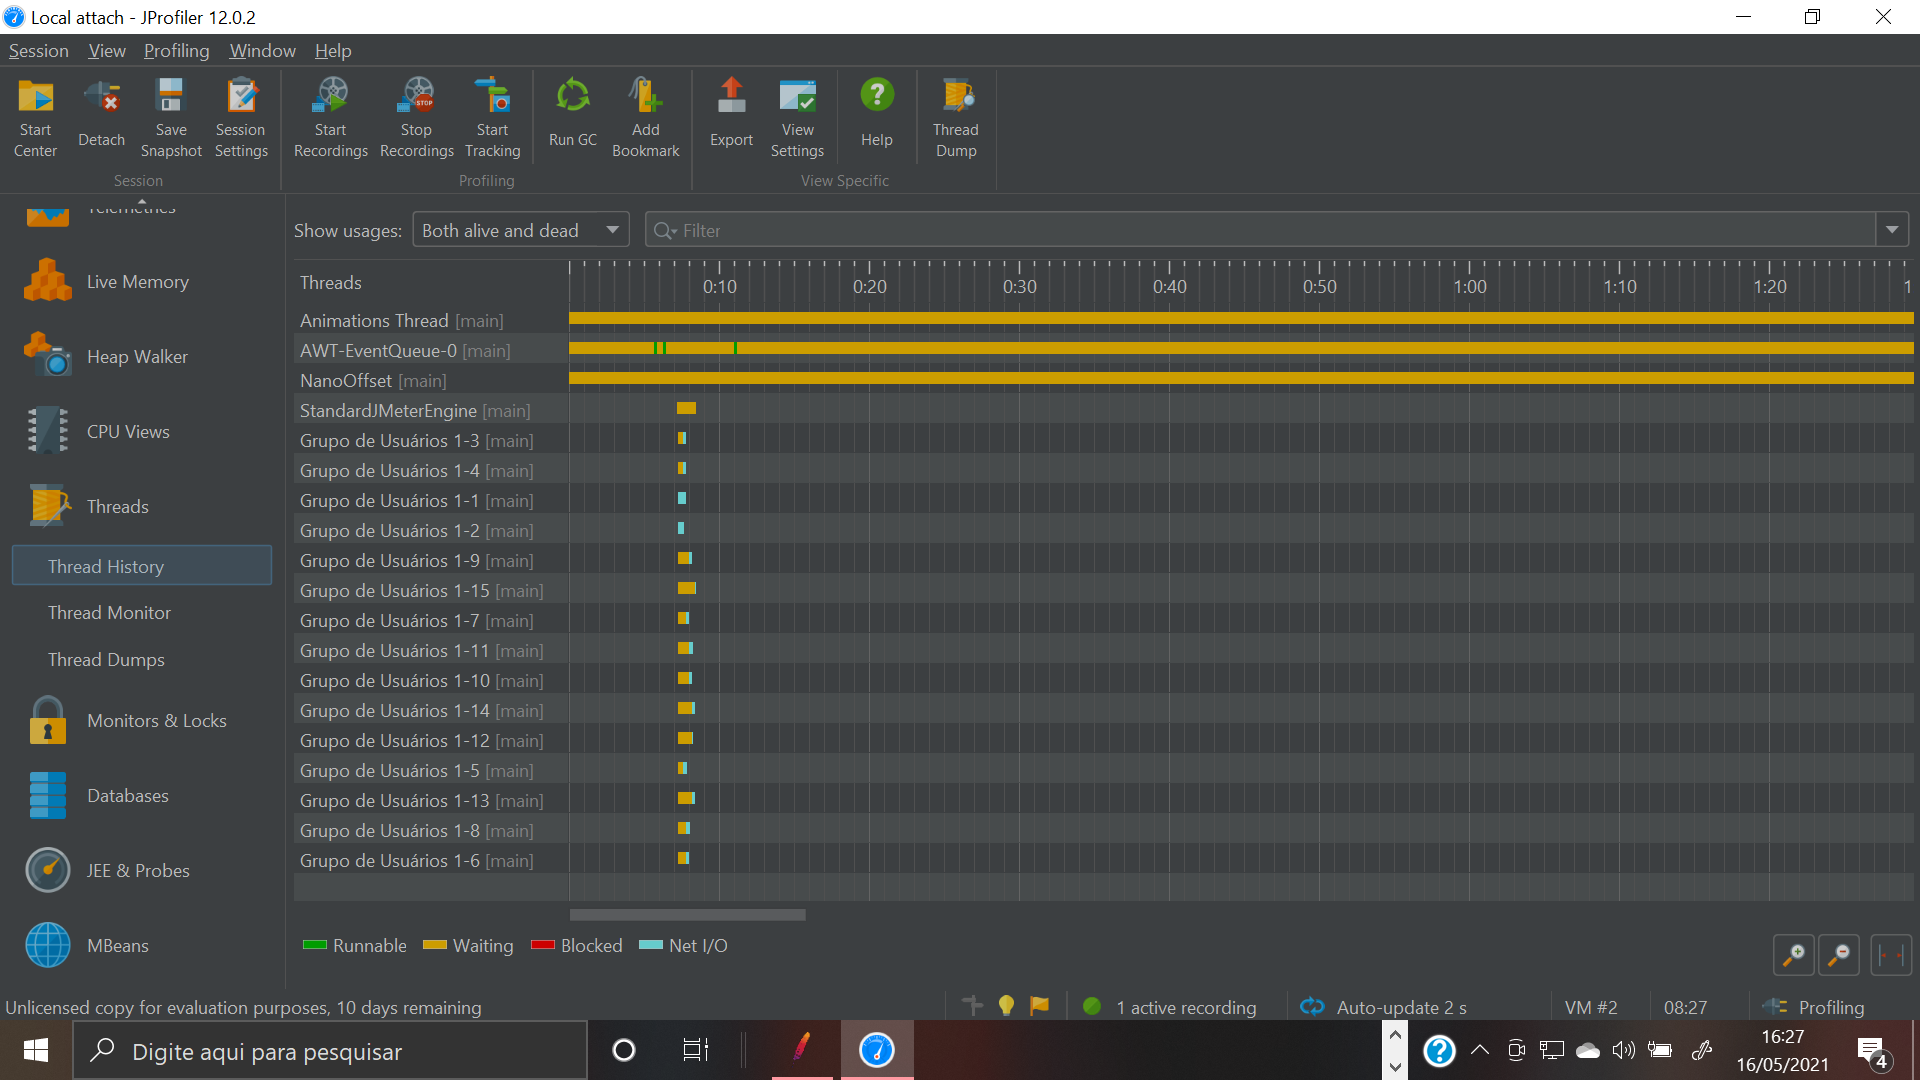 Local attach - JProfiler 12.0.2
Session View Profiling Window Help
Start Center
Detach
Save Snapshot
Session Settings
Start Recordings
Stop Recordings
Start Tracking
Run GC
Add Bookmark
Export
View Settings
Help
Thread Dump
Session
Profiling
View Specific
Telemetries
Live Memory
Heap Walker
CPU Views
Threads
Thread History
Thread Monitor
Thread Dumps
Monitors & Locks
Databases
JEE & Probes
MBeans
Show usages: Both alive and dead Filter
Threads 0:10 0:20 0:30 0:40 0:50 1:00 1:10 1:20 1
Animations Thread [main]
AWT-EventQueue-0 [main]
NanoOffset [main]
StandardJMeterEngine [main]
Grupo de Usuários 1-3 [main]
Grupo de Usuários 1-4 [main]
Grupo de Usuários 1-1 [main]
Grupo de Usuários 1-2 [main]
Grupo de Usuários 1-9 [main]
Grupo de Usuários 1-15 [main]
Grupo de Usuários 1-7 [main]
Grupo de Usuários 1-11 [main]
Grupo de Usuários 1-10 [main]
Grupo de Usuários 1-14 [main]
Grupo de Usuários 1-12 [main]
Grupo de Usuários 1-5 [main]
Grupo de Usuários 1-13 [main]
Grupo de Usuários 1-8 [main]
Grupo de Usuários 1-6 [main]
Runnable Waiting Blocked Net I/O
Unlicensed copy for evaluation purposes, 10 days remaining 1 active recording Auto-update 2 s VM #2 08:27 Profiling
Digite aqui para pesquisar
16:27
16/05/2021
4